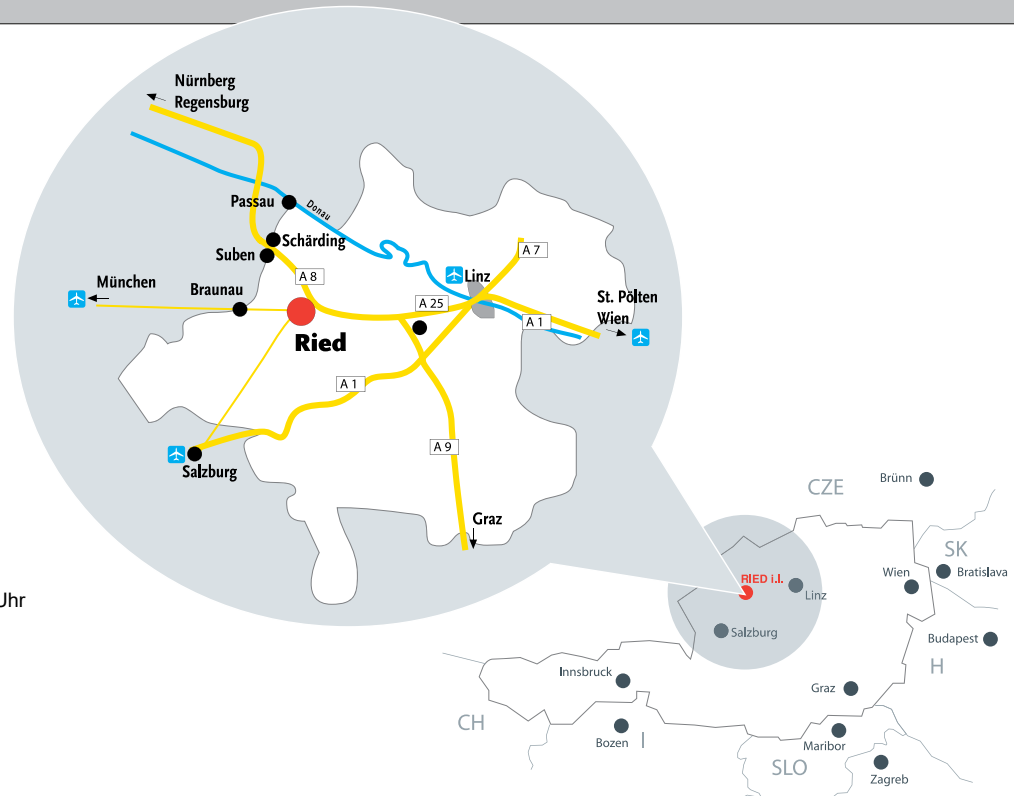 Nürnberg
Regensburg
Passau
Donau
Schärding
Suben
A 8
A 7
Linz
München
Braunau
A 25
St. Pölten
Wien
A 1
Ried
A 1
A 9
Salzburg
Graz
Uhr
CZE
Brünn
SK
RIED i.I.
Linz
Wien
Bratislava
Salzburg
Budapest
H
Innsbruck
Graz
CH
Bozen
I
Maribor
SLO
Zagreb